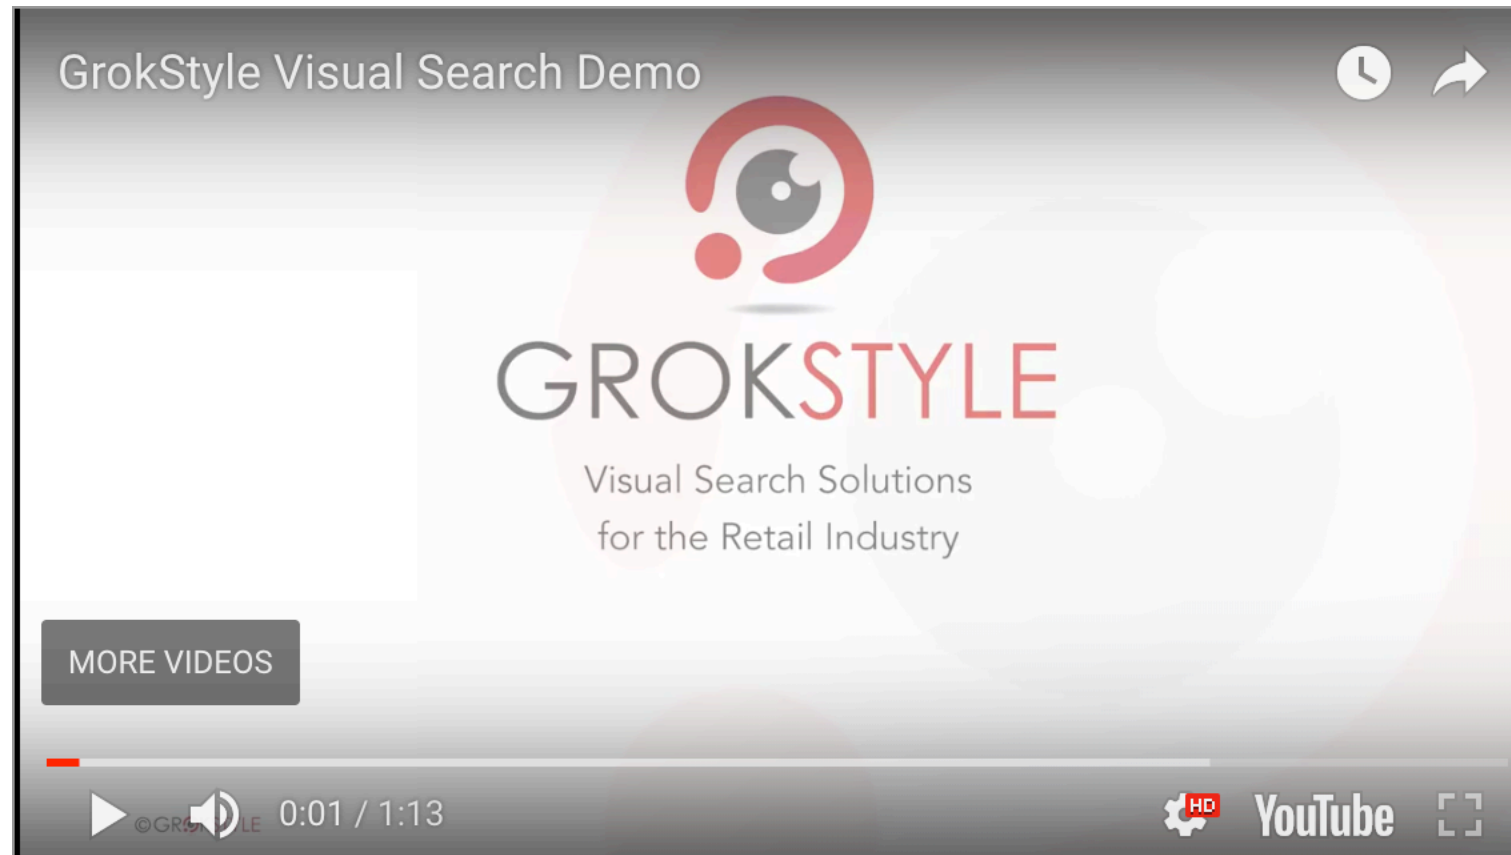 GrokStyle Visual Search Demo
GROKSTYLE
Visual Search Solutions
for the Retail Industry
MORE VIDEOS
©GROKSTYLE
0:01 / 1:13
HD
YouTube